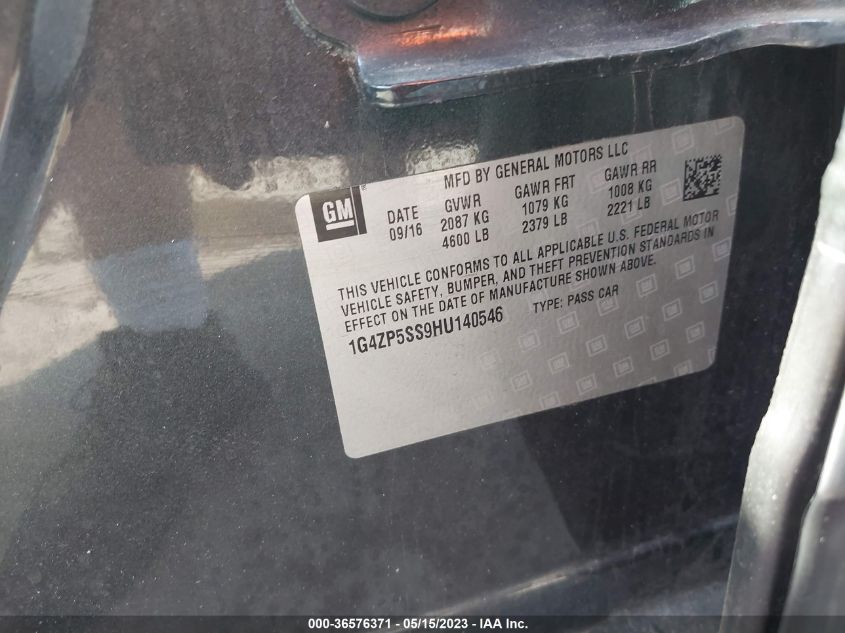 GM
MFD BY GENERAL MOTORS LLC
DATE GVWR GAWR FRT GAWR RR
09/16 2087 KG 1079 KG 1008 KG
4600 LB 2379 LB 2221 LB
THIS VEHICLE CONFORMS TO ALL APPLICABLE U.S. FEDERAL MOTOR
VEHICLE SAFETY, BUMPER, AND THEFT PREVENTION STANDARDS IN
EFFECT ON THE DATE OF MANUFACTURE SHOWN ABOVE.
1G4ZP5SS9HU140546 TYPE: PASS CAR
000-36576371 - 05/15/2023 - IAA Inc.